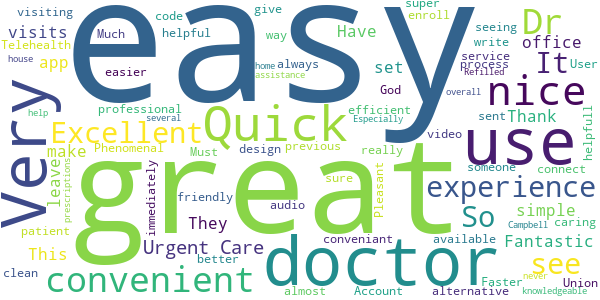 visiting
visits
Telehealth
app
Much
code
helpful
easier
set
house
easy
home
assistance
way
always
God
give
Have
super
enroll
seeing
write
process
service
Refilled
Dr
office
It
User
nice
overall
sent
Thank
Very
professional
several
efficient
Especially
Excellent
Quick
help
make
Phenomenal
Must
design
previous
really
video
someone
use
helpfull
connect
great
leave
prescriptions
immediately
sure
Pleasant
friendly
audio
patient
This
They
Urgent Care
better
clean
convenient
almost
doctor
conveniant
Account
available
alternative
experience
So
simple
Campbell
caring
Fantastic
see
Faster
Union
never
knowledgeable